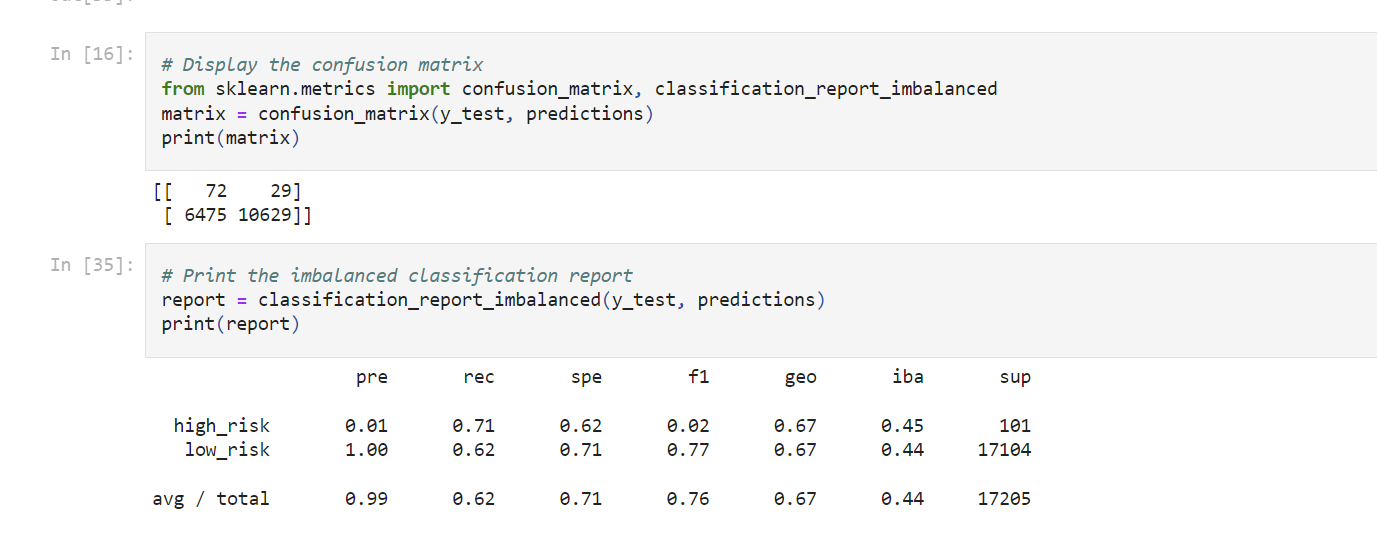 In [16]:
# Display the confusion matrix
from sklearn.metrics import confusion_matrix, classification_report_imbalanced
matrix = confusion_matrix(y_test, predictions)
print(matrix)
[[   72    29]
 [ 6475 10629]]
In [35]:
# Print the imbalanced classification report
report = classification_report_imbalanced(y_test, predictions)
print(report)
pre rec spe f1 geo iba sup
high_risk 0.01 0.71 0.62 0.02 0.67 0.45 101
low_risk 1.00 0.62 0.71 0.77 0.67 0.44 17104
avg / total 0.99 0.62 0.71 0.76 0.67 0.44 17205